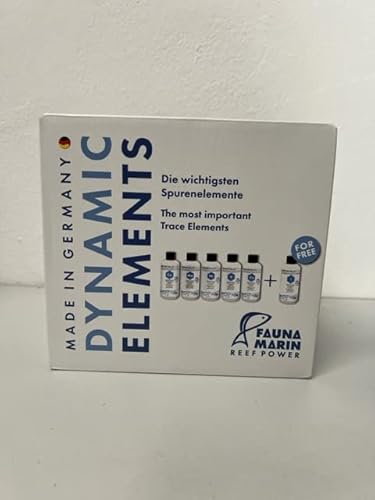 MADE IN GERMANY
DYNAMIC
ELEMENTS
Die wichtigsten
Spurenelemente
The most important
Trace Elements
+
FOR
FREE
FAUNA
MARIN
REEF POWER